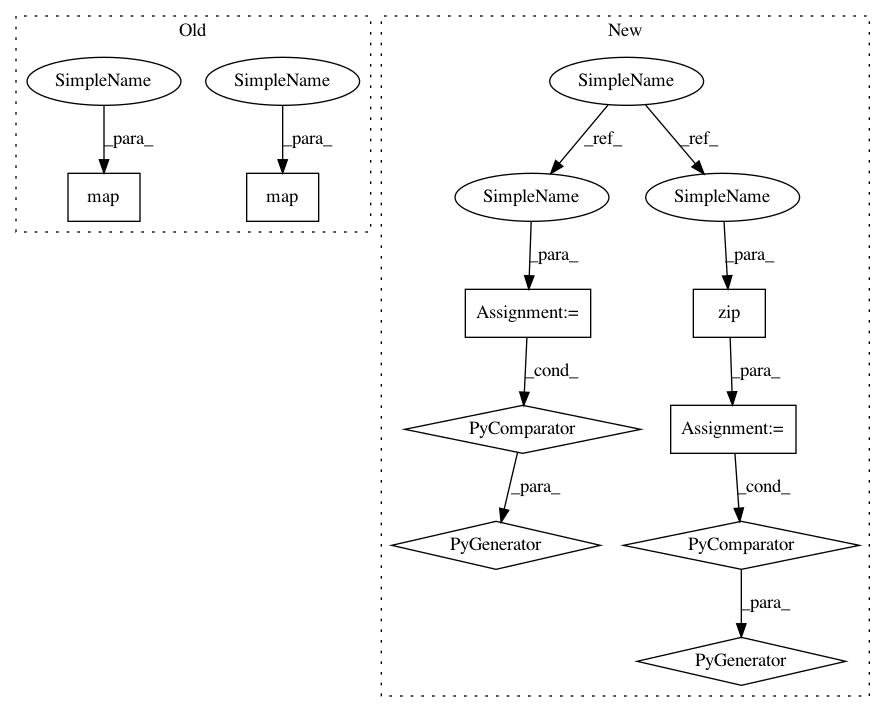 Old
New
SimpleName
SimpleName
SimpleName
_para_
_para_
_ref_
_ref_
map
map
SimpleName
SimpleName
_para_
_para_
Assignment:=
zip
_cond_
_para_
PyComparator
Assignment:=
_para_
_cond_
PyGenerator
PyComparator
_para_
PyGenerator